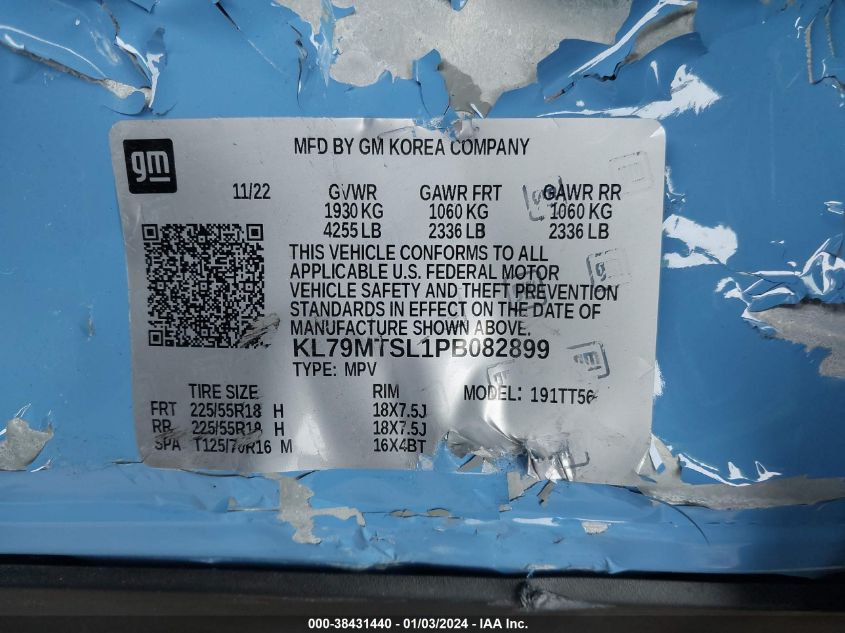 gm
MFD BY GM KOREA COMPANY
11/22 GVWR GAWR FRT GAWR RR
1930 KG 1060 KG 1060 KG
4255 LB 2336 LB 2336 LB
THIS VEHICLE CONFORMS TO ALL
APPLICABLE U.S. FEDERAL MOTOR
VEHICLE SAFETY AND THEFT PREVENTION
STANDARDS IN EFFECT ON THE DATE OF
MANUFACTURE SHOWN ABOVE.
KL79MTSL1PB082899
TYPE: MPV
TIRE SIZE RIM MODEL: 191TT56
FRT 225/55R18 H 18X7.5J
RR 225/55R18 H 18X7.5J
SPA T125/70R16 M 16X4BT
000-38431440 - 01/03/2024 - IAA Inc.